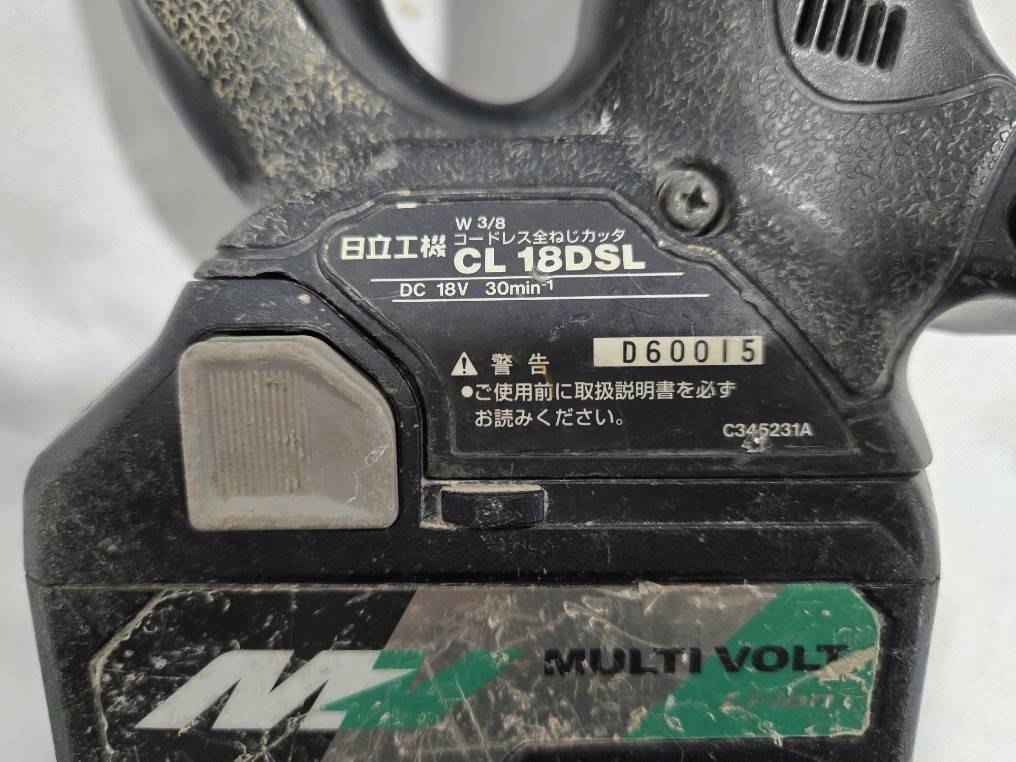 W 3/8
日立工機 コードレス全ねじカッタ
CL 18DSL
DC 18V 30min⁻¹
D60015
警告
●ご使用前に取扱説明書を必ず
お読みください。
C345231A
MV MULTI VOLT
Li-ion